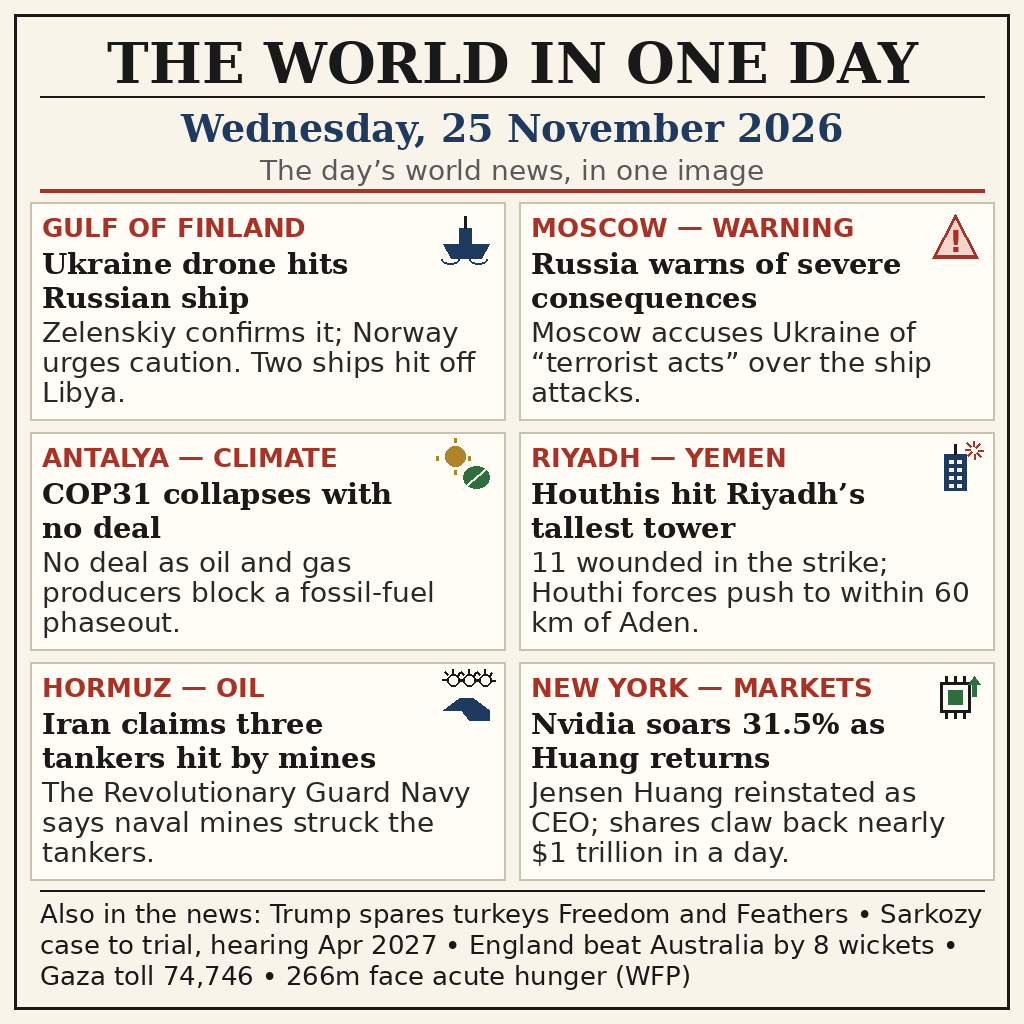 THE WORLD IN ONE DAY
Wednesday, 25 November 2026
The day’s world news, in one image
GULF OF FINLAND
Ukraine drone hits
Russian ship
Zelenskiy confirms it; Norway
urges caution. Two ships hit off
Libya.
MOSCOW — WARNING
Russia warns of severe
consequences
Moscow accuses Ukraine of
“terrorist acts” over the ship
attacks.
ANTALYA — CLIMATE
COP31 collapses with
no deal
No deal as oil and gas
producers block a fossil-fuel
phaseout.
RIYADH — YEMEN
Houthis hit Riyadh’s
tallest tower
11 wounded in the strike;
Houthi forces push to within 60
km of Aden.
HORMUZ — OIL
Iran claims three
tankers hit by mines
The Revolutionary Guard Navy
says naval mines struck the
tankers.
NEW YORK — MARKETS
Nvidia soars 31.5% as
Huang returns
Jensen Huang reinstated as
CEO; shares claw back nearly
$1 trillion in a day.
Also in the news: Trump spares turkeys Freedom and Feathers • Sarkozy
case to trial, hearing Apr 2027 • England beat Australia by 8 wickets •
Gaza toll 74,746 • 266m face acute hunger (WFP)